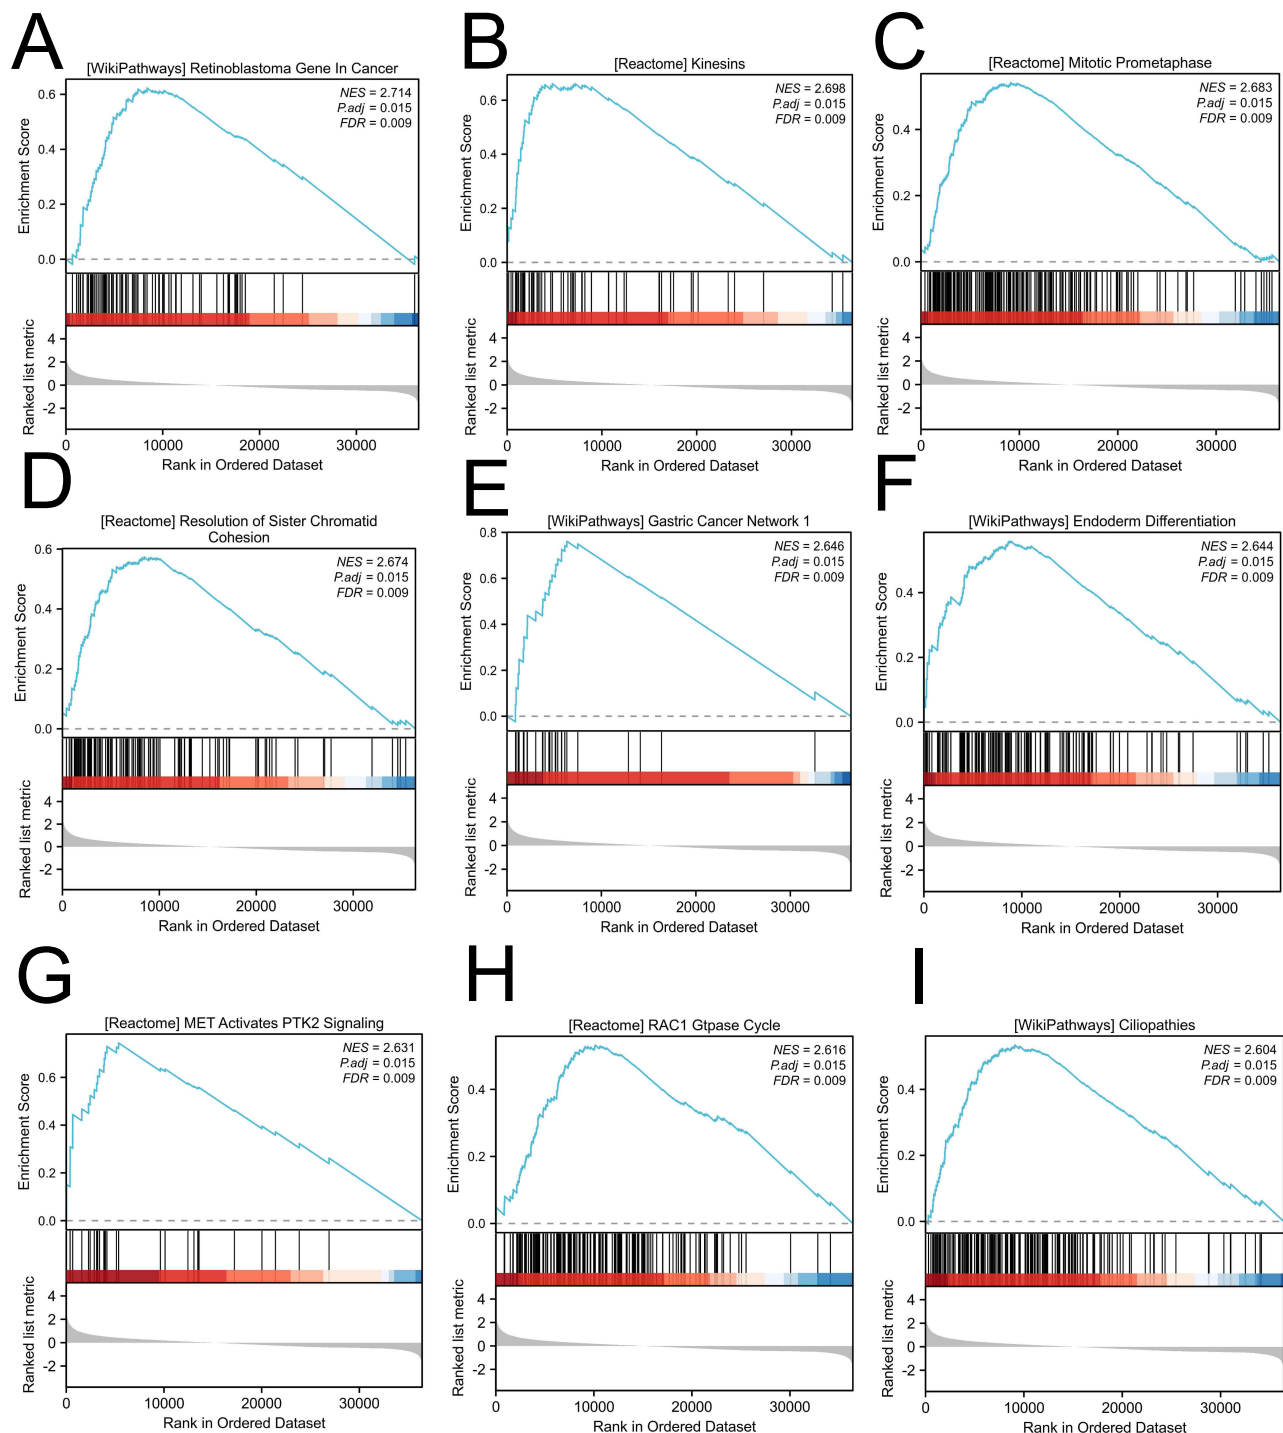 A
[WikiPathways] Retinoblastoma Gene In Cancer
NES = 2.714
P.adj = 0.015
FDR = 0.009
Enrichment Score
0.6
0.4
0.2
0.0
Ranked list metric
4
2
0
-2
0
10000
20000
30000
Rank in Ordered Dataset
B
[Reactome] Kinesins
NES = 2.698
P.adj = 0.015
FDR = 0.009
Enrichment Score
0.6
0.4
0.2
0.0
Ranked list metric
4
2
0
-2
0
10000
20000
30000
Rank in Ordered Dataset
C
[Reactome] Mitotic Prometaphase
NES = 2.683
P.adj = 0.015
FDR = 0.009
Enrichment Score
0.4
0.2
0.0
Ranked list metric
4
2
0
-2
0
10000
20000
30000
Rank in Ordered Dataset
D
[Reactome] Resolution of Sister Chromatid
Cohesion
NES = 2.674
P.adj = 0.015
FDR = 0.009
Enrichment Score
0.6
0.4
0.2
0.0
Ranked list metric
4
2
0
-2
0
10000
20000
30000
Rank in Ordered Dataset
E
[WikiPathways] Gastric Cancer Network 1
NES = 2.646
P.adj = 0.015
FDR = 0.009
Enrichment Score
0.8
0.6
0.4
0.2
0.0
Ranked list metric
4
2
0
-2
0
10000
20000
30000
Rank in Ordered Dataset
F
[WikiPathways] Endoderm Differentiation
NES = 2.644
P.adj = 0.015
FDR = 0.009
Enrichment Score
0.4
0.2
0.0
Ranked list metric
4
2
0
-2
0
10000
20000
30000
Rank in Ordered Dataset
G
[Reactome] MET Activates PTK2 Signaling
NES = 2.631
P.adj = 0.015
FDR = 0.009
Enrichment Score
0.6
0.4
0.2
0.0
Ranked list metric
4
2
0
-2
0
10000
20000
30000
Rank in Ordered Dataset
H
[Reactome] RAC1 Gtpase Cycle
NES = 2.616
P.adj = 0.015
FDR = 0.009
Enrichment Score
0.4
0.2
0.0
Ranked list metric
4
2
0
-2
0
10000
20000
30000
Rank in Ordered Dataset
I
[WikiPathways] Ciliopathies
NES = 2.604
P.adj = 0.015
FDR = 0.009
Enrichment Score
0.4
0.2
0.0
Ranked list metric
4
2
0
-2
0
10000
20000
30000
Rank in Ordered Dataset